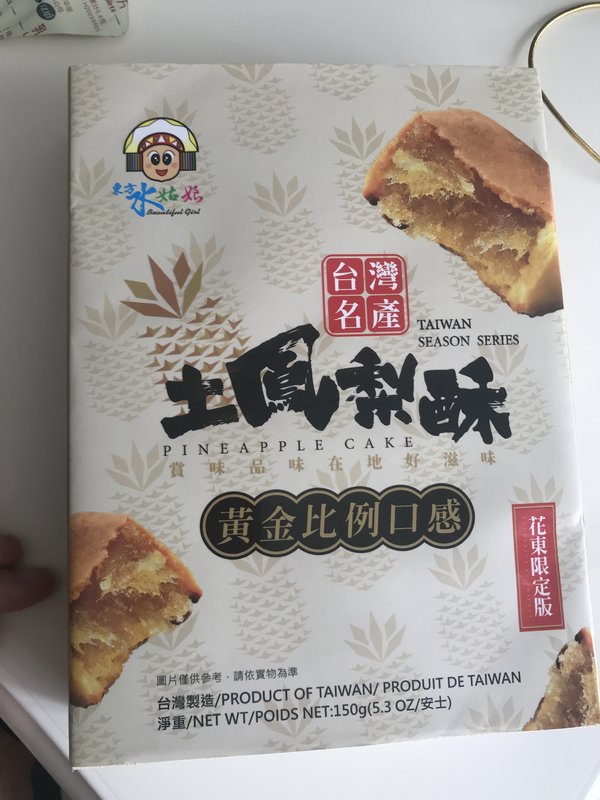 東方水姑娘
Beautiful Girl
台灣
名產
TAIWAN
SEASON SERIES
土鳳梨酥
PINEAPPLE CAKE
賞味品味在地好滋味
黃金比例口感
花東限定版
圖片僅供參考，請依實物為準
台灣製造/PRODUCT OF TAIWAN/ PRODUIT DE TAIWAN
淨重/NET WT/POIDS NET:150g(5.3 OZ/安士)